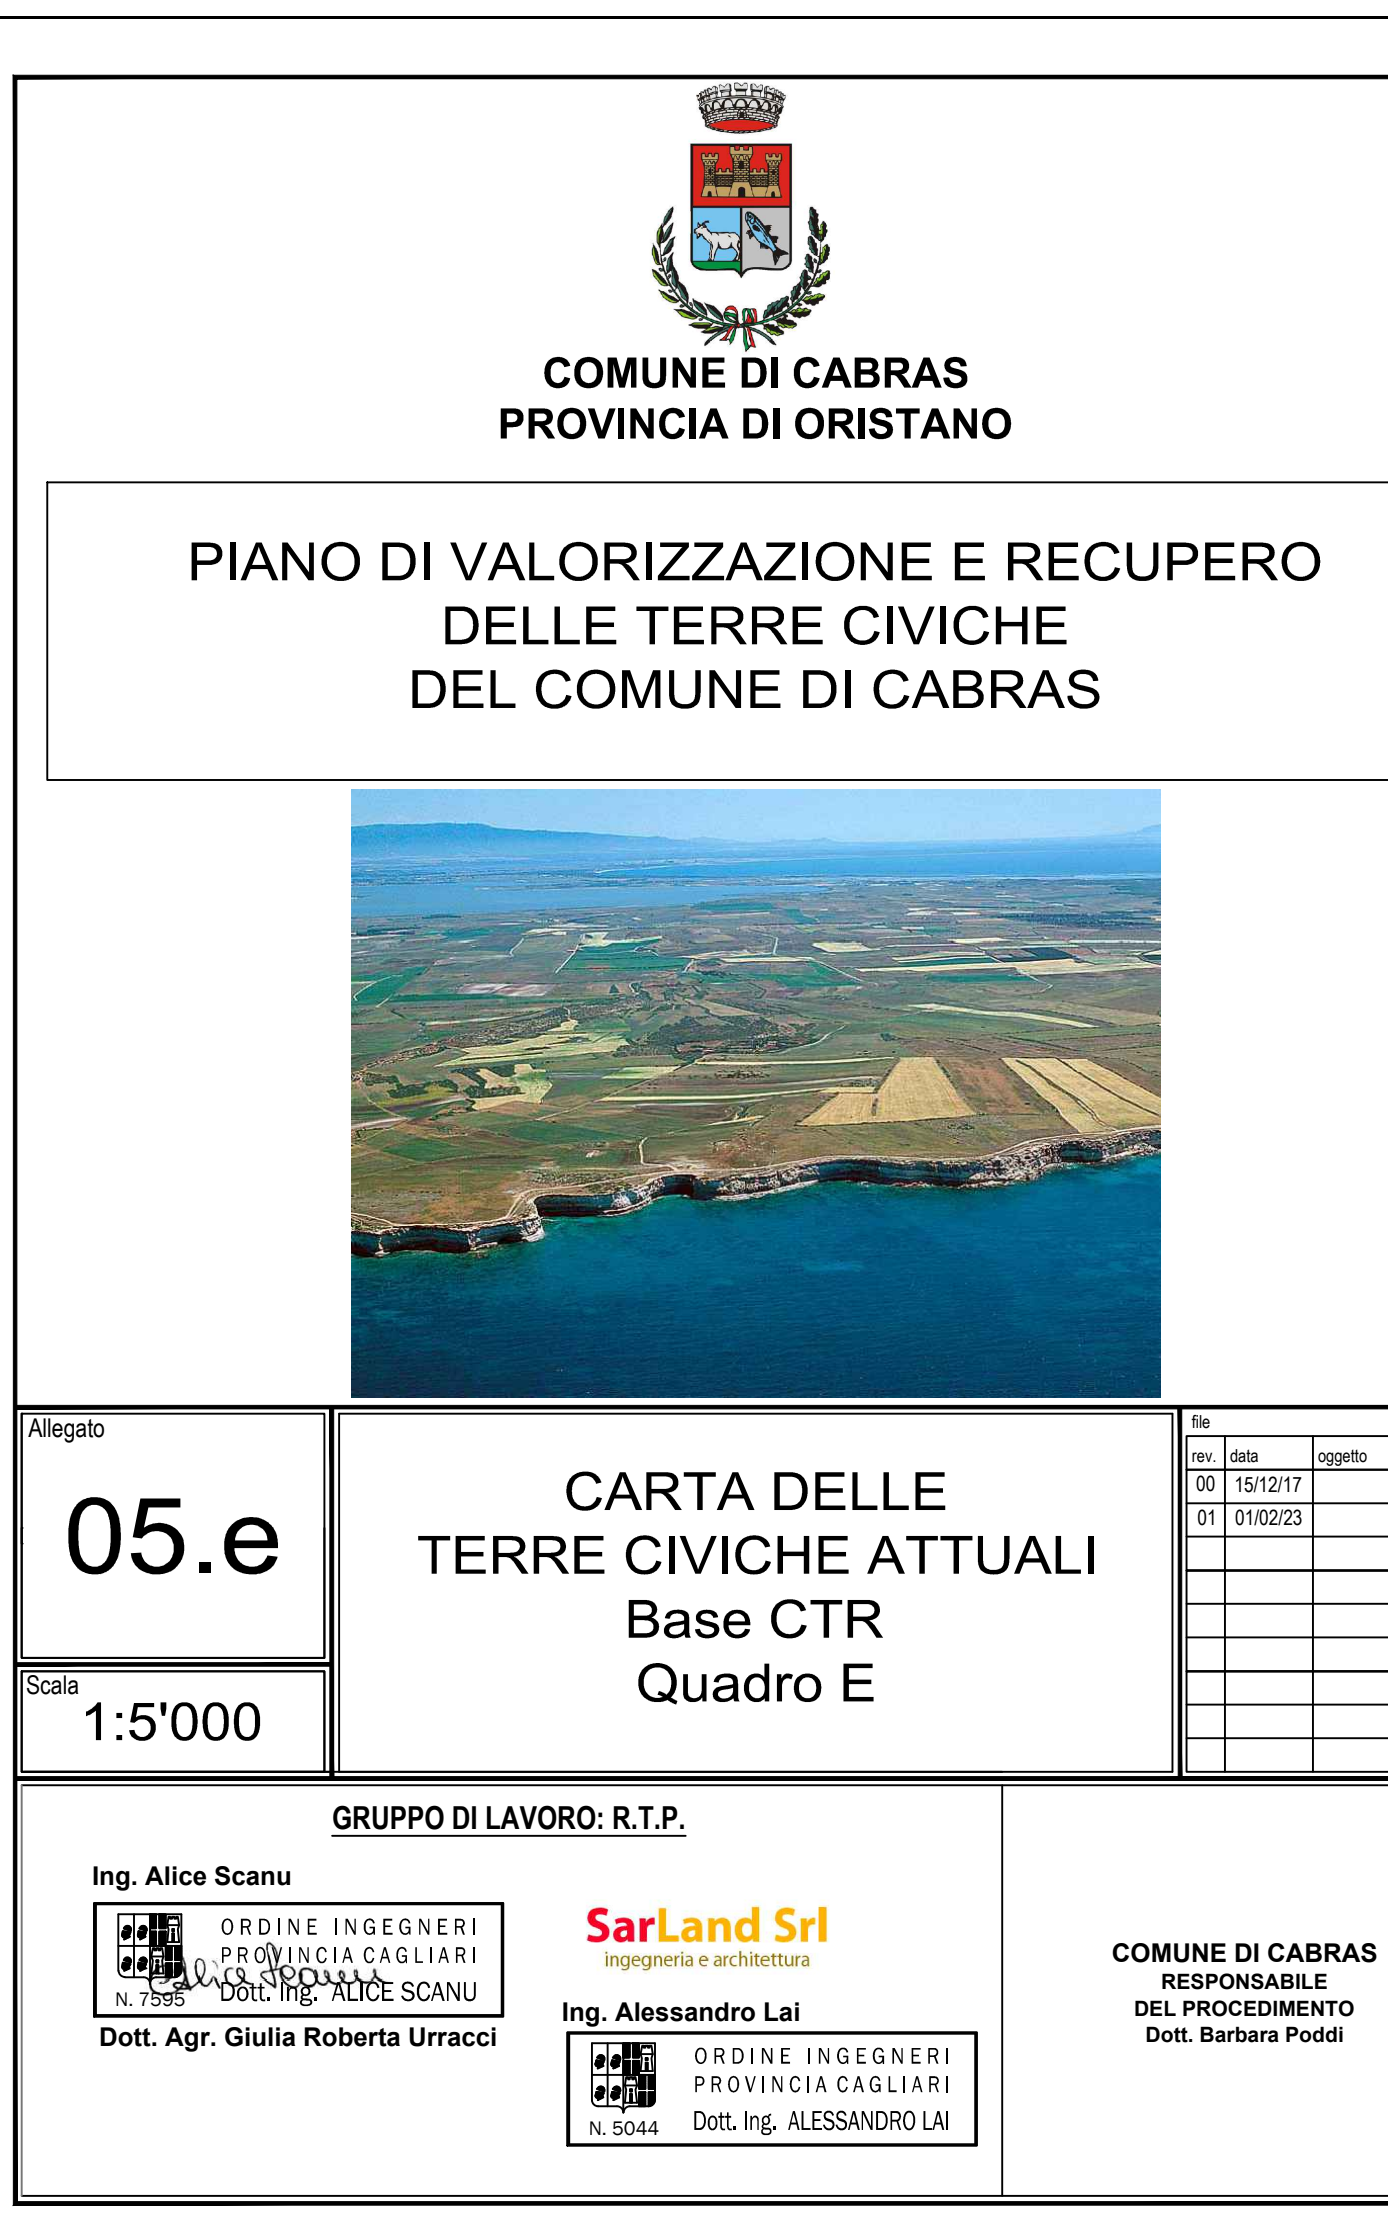 COMUNE DI CABRAS
PROVINCIA DI ORISTANO
PIANO DI VALORIZZAZIONE E RECUPERO
DELLE TERRE CIVICHE
DEL COMUNE DI CABRAS
Allegato
05.e
Scala
1:5'000
CARTA DELLE
TERRE CIVICHE ATTUALI
Base CTR
Quadro E
file
rev. data oggetto
00 15/12/17
01 01/02/23
GRUPPO DI LAVORO: R.T.P.
Ing. Alice Scanu
ORDINE INGEGNERI
PROVINCIA CAGLIARI
N. 7595 Dott. Ing. ALICE SCANU
Alice Scanu
Dott. Agr. Giulia Roberta Urracci
SarLand Srl
ingegneria e architettura
Ing. Alessandro Lai
ORDINE INGEGNERI
PROVINCIA CAGLIARI
N. 5044 Dott. Ing. ALESSANDRO LAI
COMUNE DI CABRAS
RESPONSABILE
DEL PROCEDIMENTO
Dott. Barbara Poddi